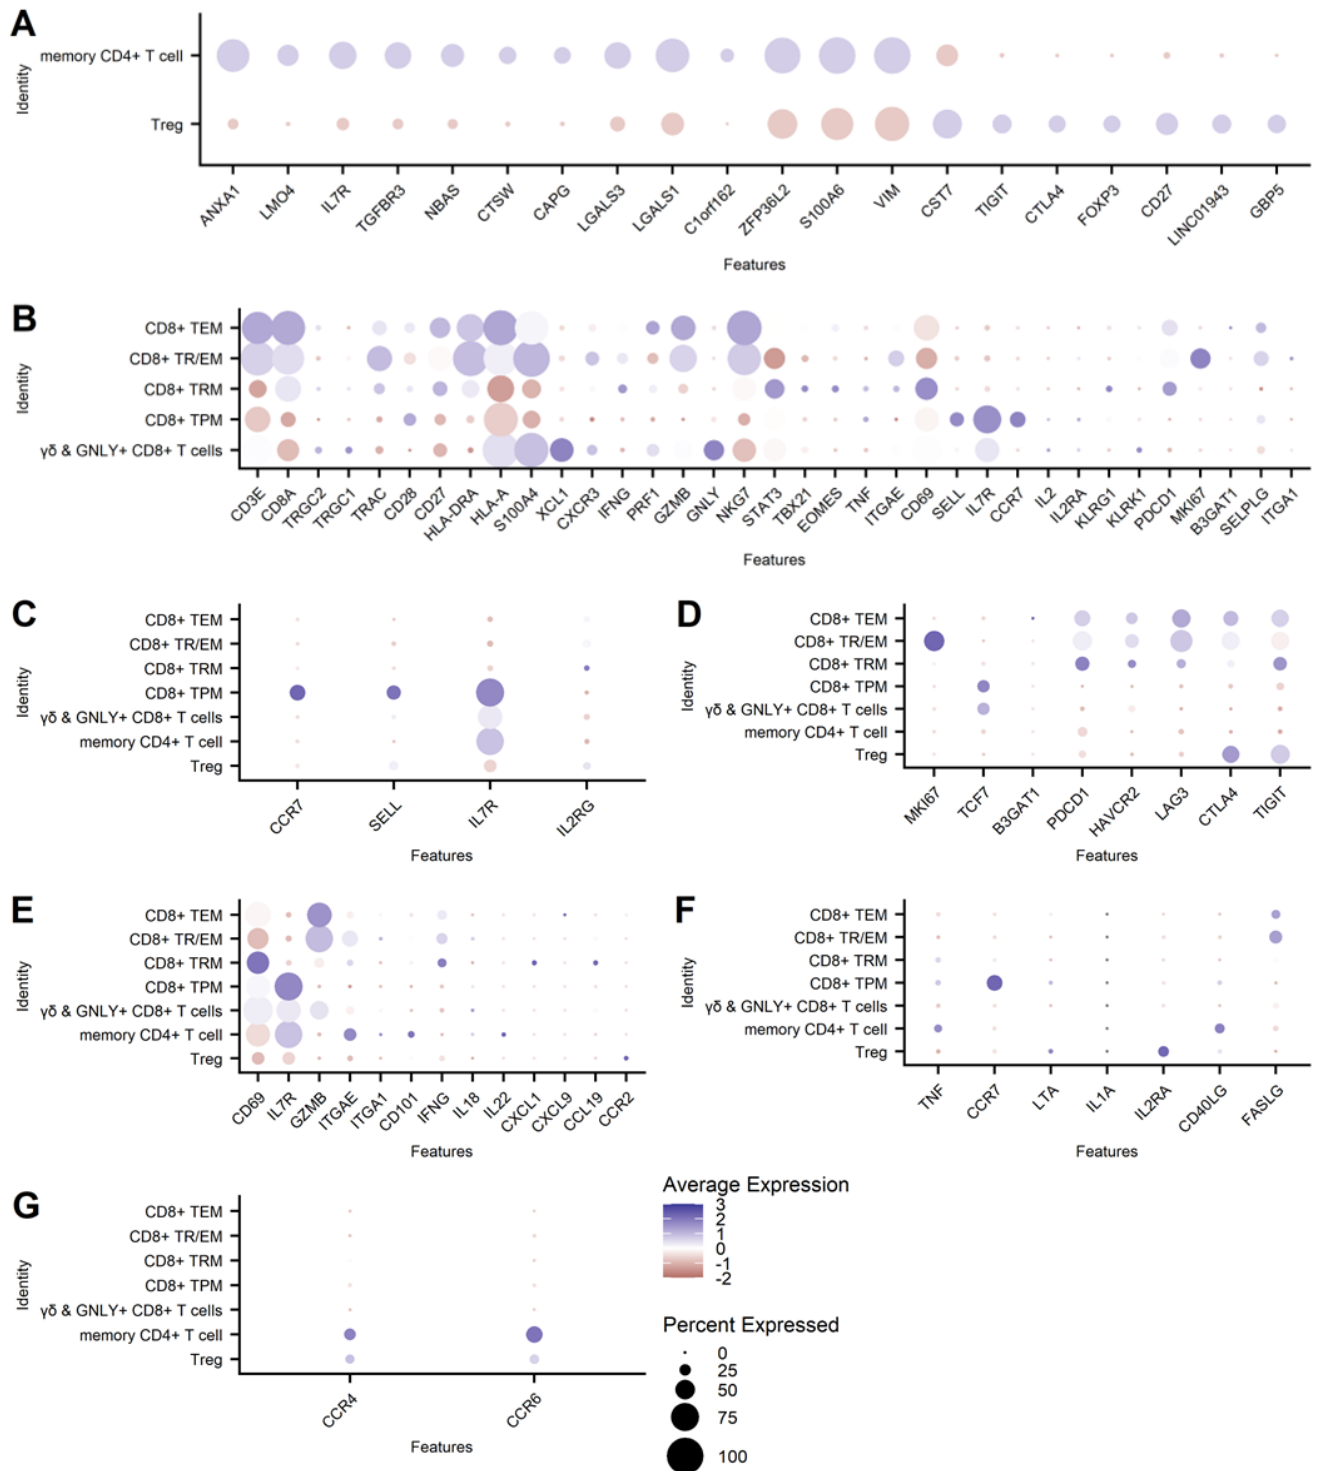 A
Identity
memory CD4+ T cell
Treg
ANXA1
LMO4
IL7R
TGFBR3
NBAS
CTSW
CAPG
LGALS3
LGALS1
C1orf162
ZFP36L2
S100A6
VIM
CST7
TIGIT
CTLA4
FOXP3
CD27
LINC01943
GBP5
Features
B
Identity
CD8+ TEM
CD8+ TR/EM
CD8+ TRM
CD8+ TPM
γδ & GNLY+ CD8+ T cells
CD3E
CD8A
TRGC2
TRGC1
TRAC
CD28
CD27
HLA-DRA
HLA-A
S100A4
XCL1
CXCR3
IFNG
PRF1
GZMB
GNLY
NKG7
STAT3
TBX21
EOMES
TNF
ITGAE
CD69
SELL
IL7R
CCR7
IL2
IL2RA
KLRG1
KLRK1
PDCD1
MKI67
B3GAT1
SELPLG
ITGA1
Features
C
Identity
CD8+ TEM
CD8+ TR/EM
CD8+ TRM
CD8+ TPM
γδ & GNLY+ CD8+ T cells
memory CD4+ T cell
Treg
CCR7
SELL
IL7R
IL2RG
Features
D
Identity
CD8+ TEM
CD8+ TR/EM
CD8+ TRM
CD8+ TPM
γδ & GNLY+ CD8+ T cells
memory CD4+ T cell
Treg
MKI67
TCF7
B3GAT1
PDCD1
HAVCR2
LAG3
CTLA4
TIGIT
Features
E
Identity
CD8+ TEM
CD8+ TR/EM
CD8+ TRM
CD8+ TPM
γδ & GNLY+ CD8+ T cells
memory CD4+ T cell
Treg
CD69
IL7R
GZMB
ITGAE
ITGA1
CD101
IFNG
IL18
IL22
CXCL1
CXCL9
CCL19
CCR2
Features
F
Identity
CD8+ TEM
CD8+ TR/EM
CD8+ TRM
CD8+ TPM
γδ & GNLY+ CD8+ T cells
memory CD4+ T cell
Treg
TNF
CCR7
LTA
IL1A
IL2RA
CD40LG
FASLG
Features
G
Identity
CD8+ TEM
CD8+ TR/EM
CD8+ TRM
CD8+ TPM
γδ & GNLY+ CD8+ T cells
memory CD4+ T cell
Treg
CCR4
CCR6
Features
Average Expression
3
2
1
0
-1
-2
Percent Expressed
0
25
50
75
100